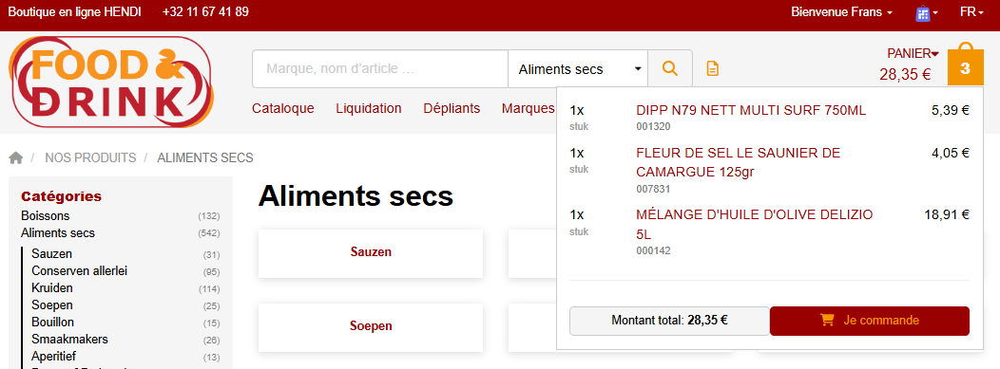 Boutique en ligne HENDI +32 11 67 41 89 Bienvenue Frans FR
FOOD &
DRINK
Marque, nom d'article ... Aliments secs
PANIER
28,35 €
3
Catalogue Liquidation Dépliants Marques
NOS PRODUITS / ALIMENTS SECS
Catégories
Boissons (132)
Aliments secs (542)
Sauzen (31)
Conserven allerlei (95)
Kruiden (114)
Soepen (25)
Bouillon (15)
Smaakmakers (26)
Aperitief (13)
Aliments secs
Sauzen
Soepen
1x DIPP N79 NETT MULTI SURF 750ML 5,39 €
stuk 001320
1x FLEUR DE SEL LE SAUNIER DE 4,05 €
stuk CAMARGUE 125gr
007831
1x MÉLANGE D'HUILE D'OLIVE DELIZIO 18,91 €
stuk 5L
000142
Montant total: 28,35 € Je commande